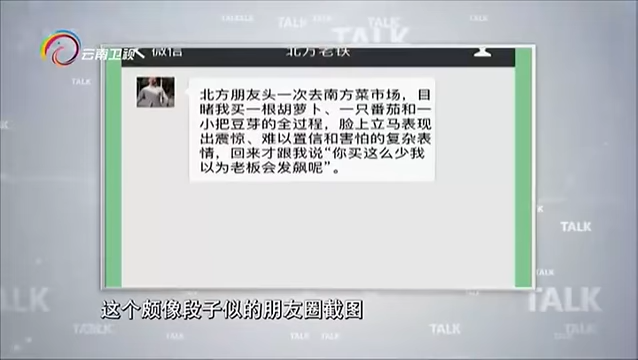 TALK
TALK
云南卫视
微信
北方老铁
北方朋友头一次去南方菜市场，目
睹我买一根胡萝卜、一只番茄和一
小把豆芽的全过程，脸上立马表现
出震惊、难以置信和害怕的复杂表
情，回来才跟我说“你买这么少我
以为老板会发飙呢”。
TALK
TALK
TALK
TALK
这个颇像段子似的朋友圈截图
TALK
TALK
TALK